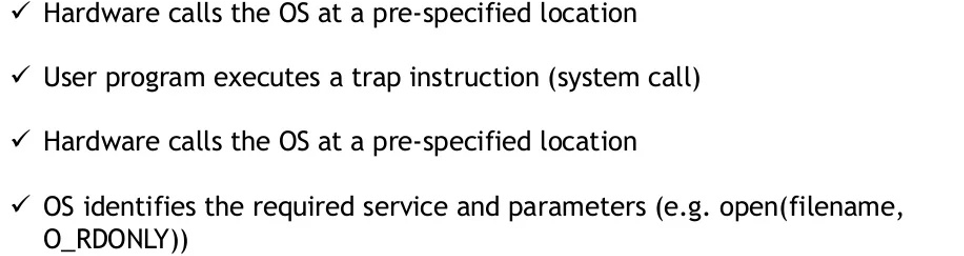 ✓ Hardware calls the OS at a pre-specified location
✓ User program executes a trap instruction (system call)
✓ Hardware calls the OS at a pre-specified location
✓ OS identifies the required service and parameters (e.g. open(filename,
O_RDONLY))